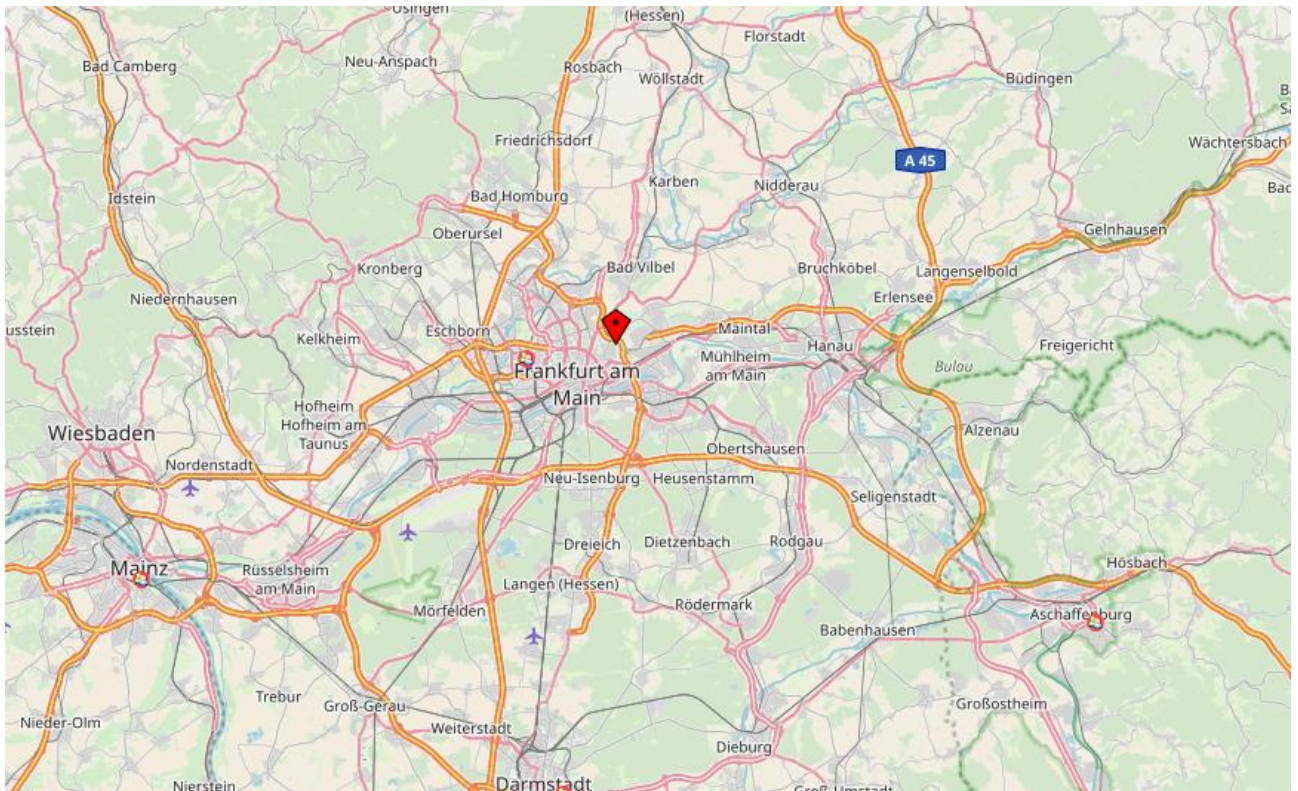 Usingen
(Hessen)
Florstadt
Neu-Anspach
Rosbach
Bad Camberg
Wöllstadt
Büdingen
Friedrichsdorf
Wächtersbach
A 45
Karben
Nidderau
Idstein
Bad Homburg
Oberursel
Gelnhausen
Kronberg
Bad Vilbel
Bruchköbel
Langenselbold
Niedernhausen
Erlensee
Eschborn
Maintal
Kelkheim
Hanau
Freigericht
Mühlheim
am Main
Bulau
Frankfurt am
Main
Hofheim
Hofheim am
Taunus
Wiesbaden
Alzenau
Obertshausen
Nordenstadt
Neu-Isenburg
Heusenstamm
Seligenstadt
Dreieich
Dietzenbach
Rodgau
Hösbach
Mainz
Rüsselsheim
am Main
Langen (Hessen)
Mörfelden
Rödermark
Aschaffenburg
Babenhausen
Trebur
Groß-Gerau
Großostheim
Nieder-Olm
Weiterstadt
Dieburg
Nierstein
Darmstadt
Groß-Umstadt